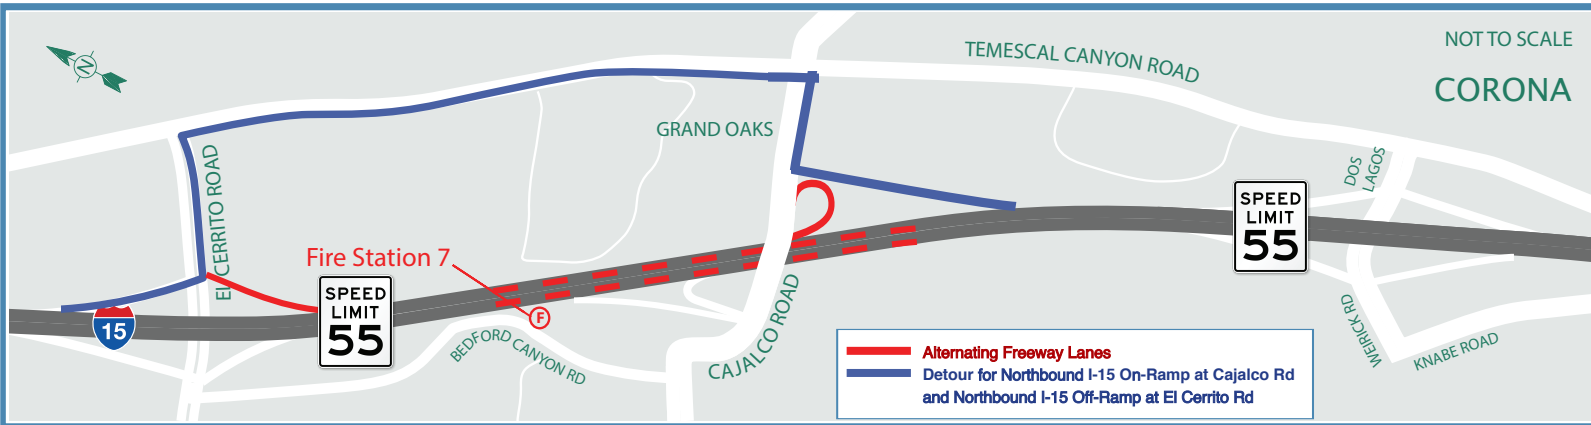 N
NOT TO SCALE
TEMESCAL CANYON ROAD
CORONA
GRAND OAKS
EL CERRITO ROAD
DOS
LAGOS
SPEED
LIMIT
55
Fire Station 7
SPEED
LIMIT
55
F
15
BEDFORD CANYON RD
CAJALCO ROAD
WERICK RD
KNABE ROAD
Alternating Freeway Lanes
Detour for Northbound I-15 On-Ramp at Cajalco Rd
and Northbound I-15 Off-Ramp at El Cerrito Rd